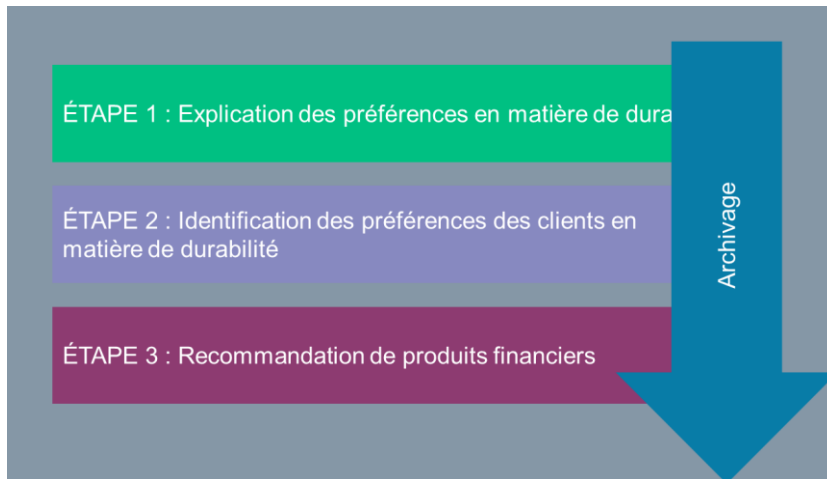 ÉTAPE 1 : Explication des préférences en matière de dura
ÉTAPE 2 : Identification des préférences des clients en
matière de durabilité
ÉTAPE 3 : Recommandation de produits financiers
Archivage